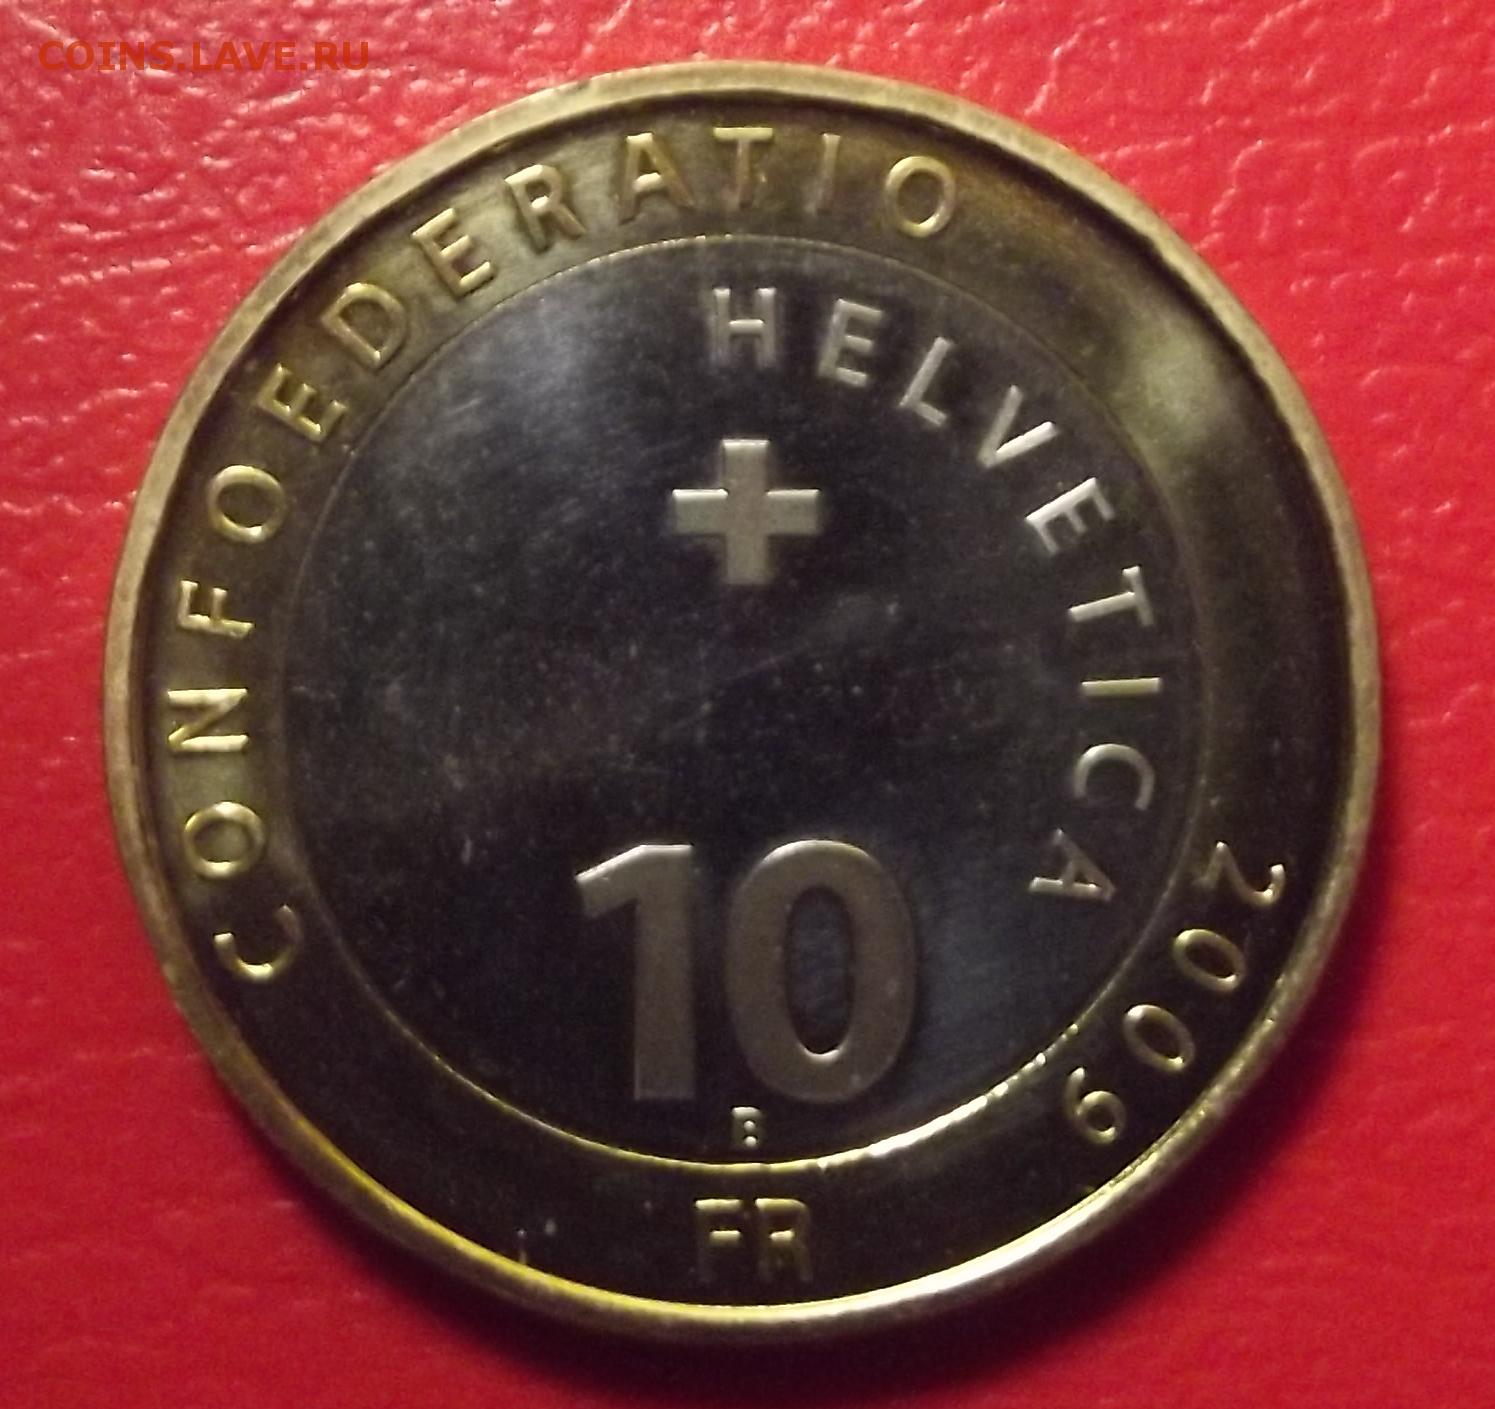 COINS.LAVE.RU
CONFOEDERATIO
HELVETICA
2009
10
B
FR